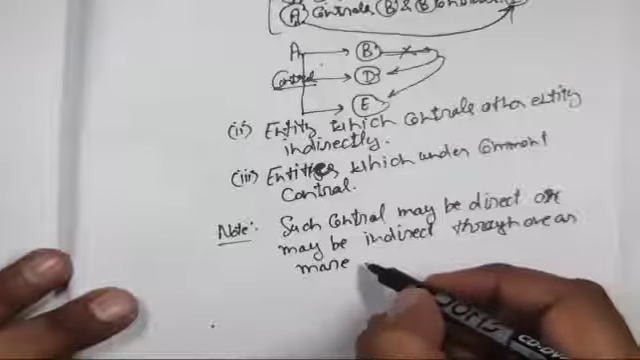 (A) Controls (B) & (B) Controls
A B
Control D
E
(ii) Entity which controls other entity
indirectly.
(iii) Entities which under Common
Control.
Note:- Such control may be direct or
may be indirect through one or
more